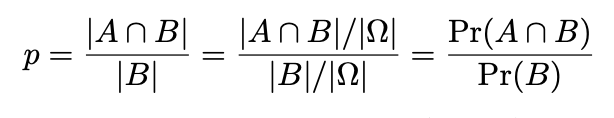 p = |A ∩ B| / |B| = (|A ∩ B|/|Ω|) / (|B|/|Ω|) = Pr(A ∩ B) / Pr(B)